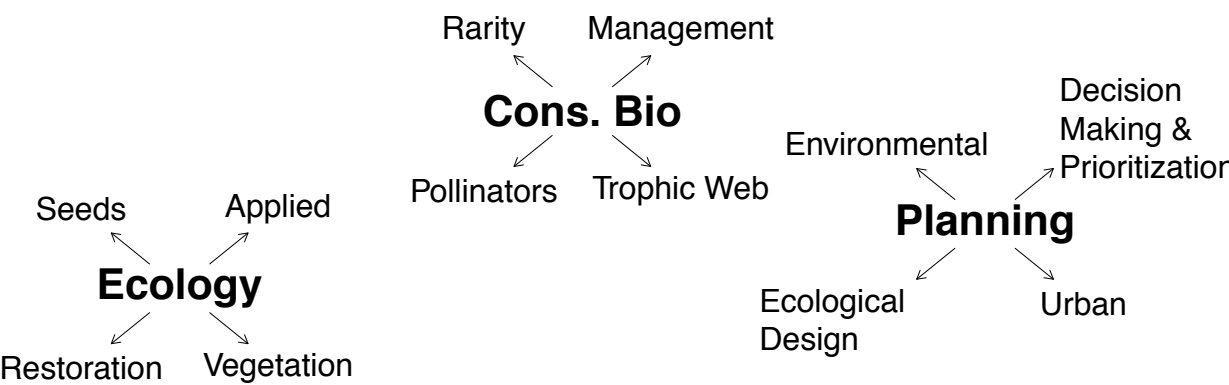 Rarity Management
Cons. Bio
Pollinators Trophic Web
Decision
Making &
Prioritization
Environmental
Planning
Ecological
Design
Urban
Seeds Applied
Ecology
Restoration Vegetation